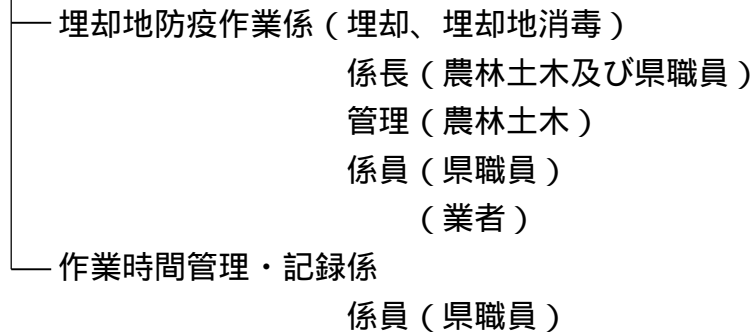 埋却地防疫作業係（埋却、埋却地消毒）
係長（農林土木及び県職員）
管理（農林土木）
係員（県職員）
（業者）
作業時間管理・記録係
係員（県職員）